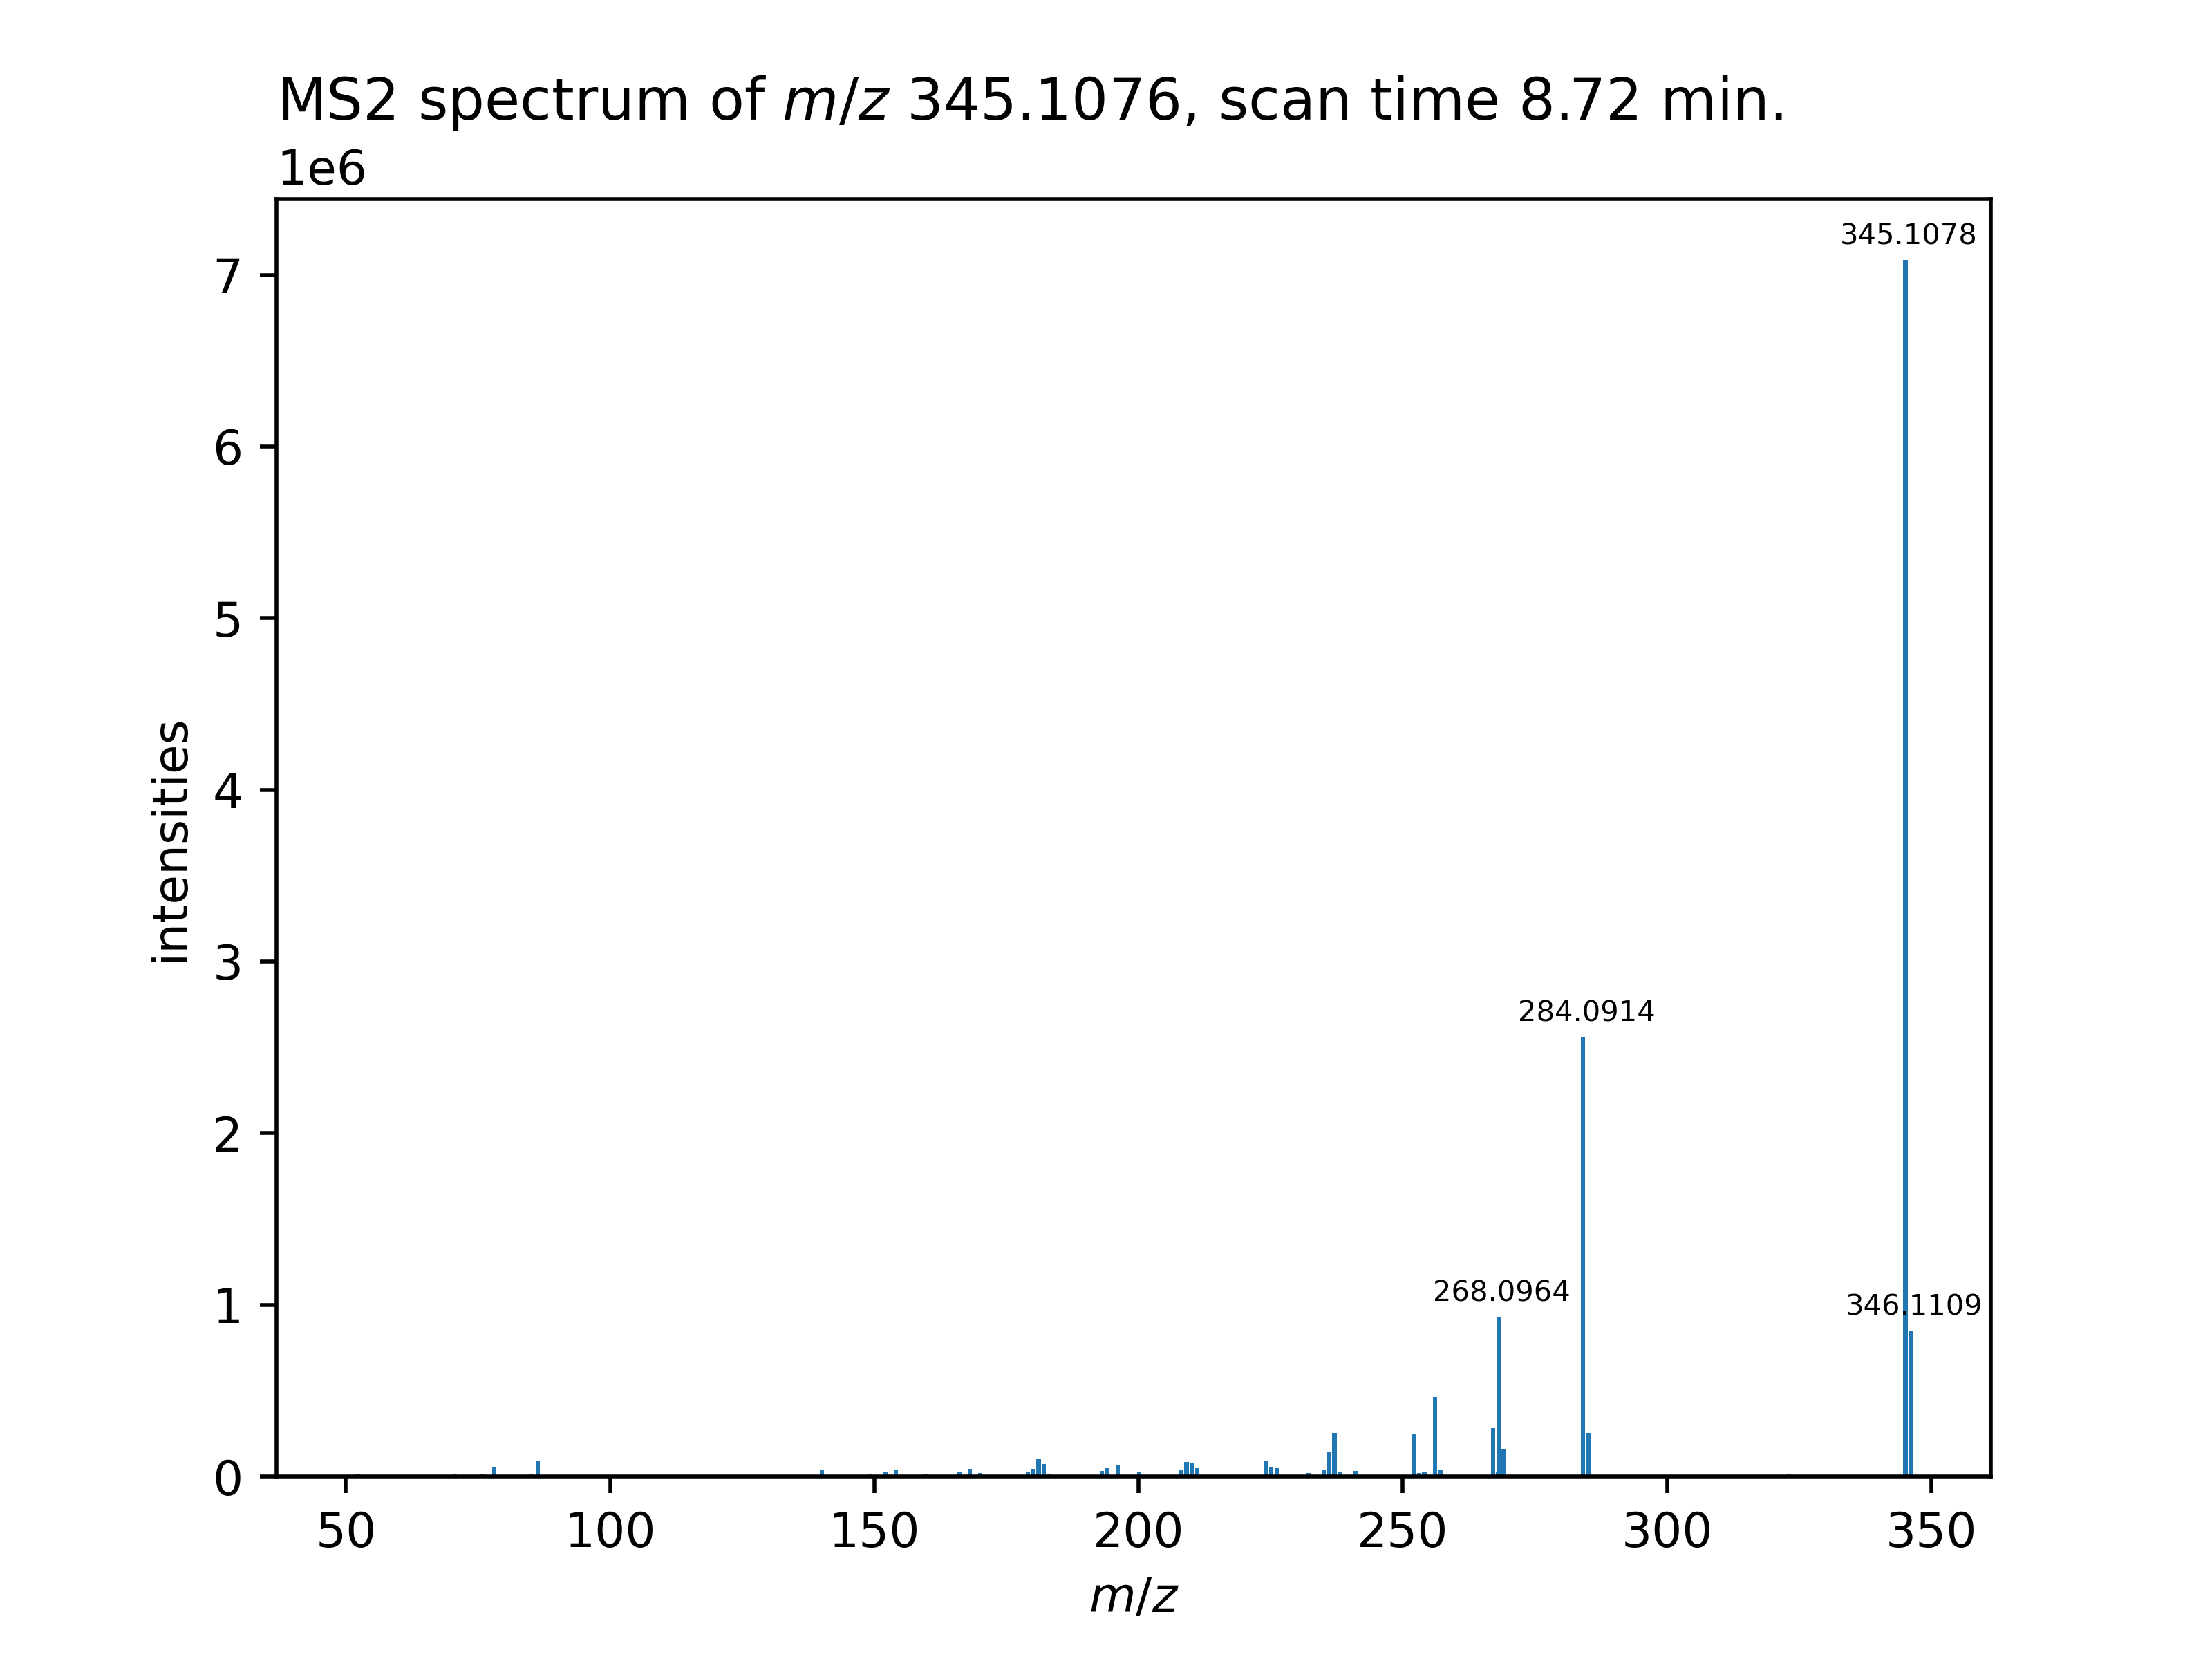 MS2 spectrum of m/z 345.1076, scan time 8.72 min.
1e6
345.1078
7
6
5
284.0914
4
3
268.0964
346.1109
2
1
0
intensities
50 100 150 200 250 300 350
m/z